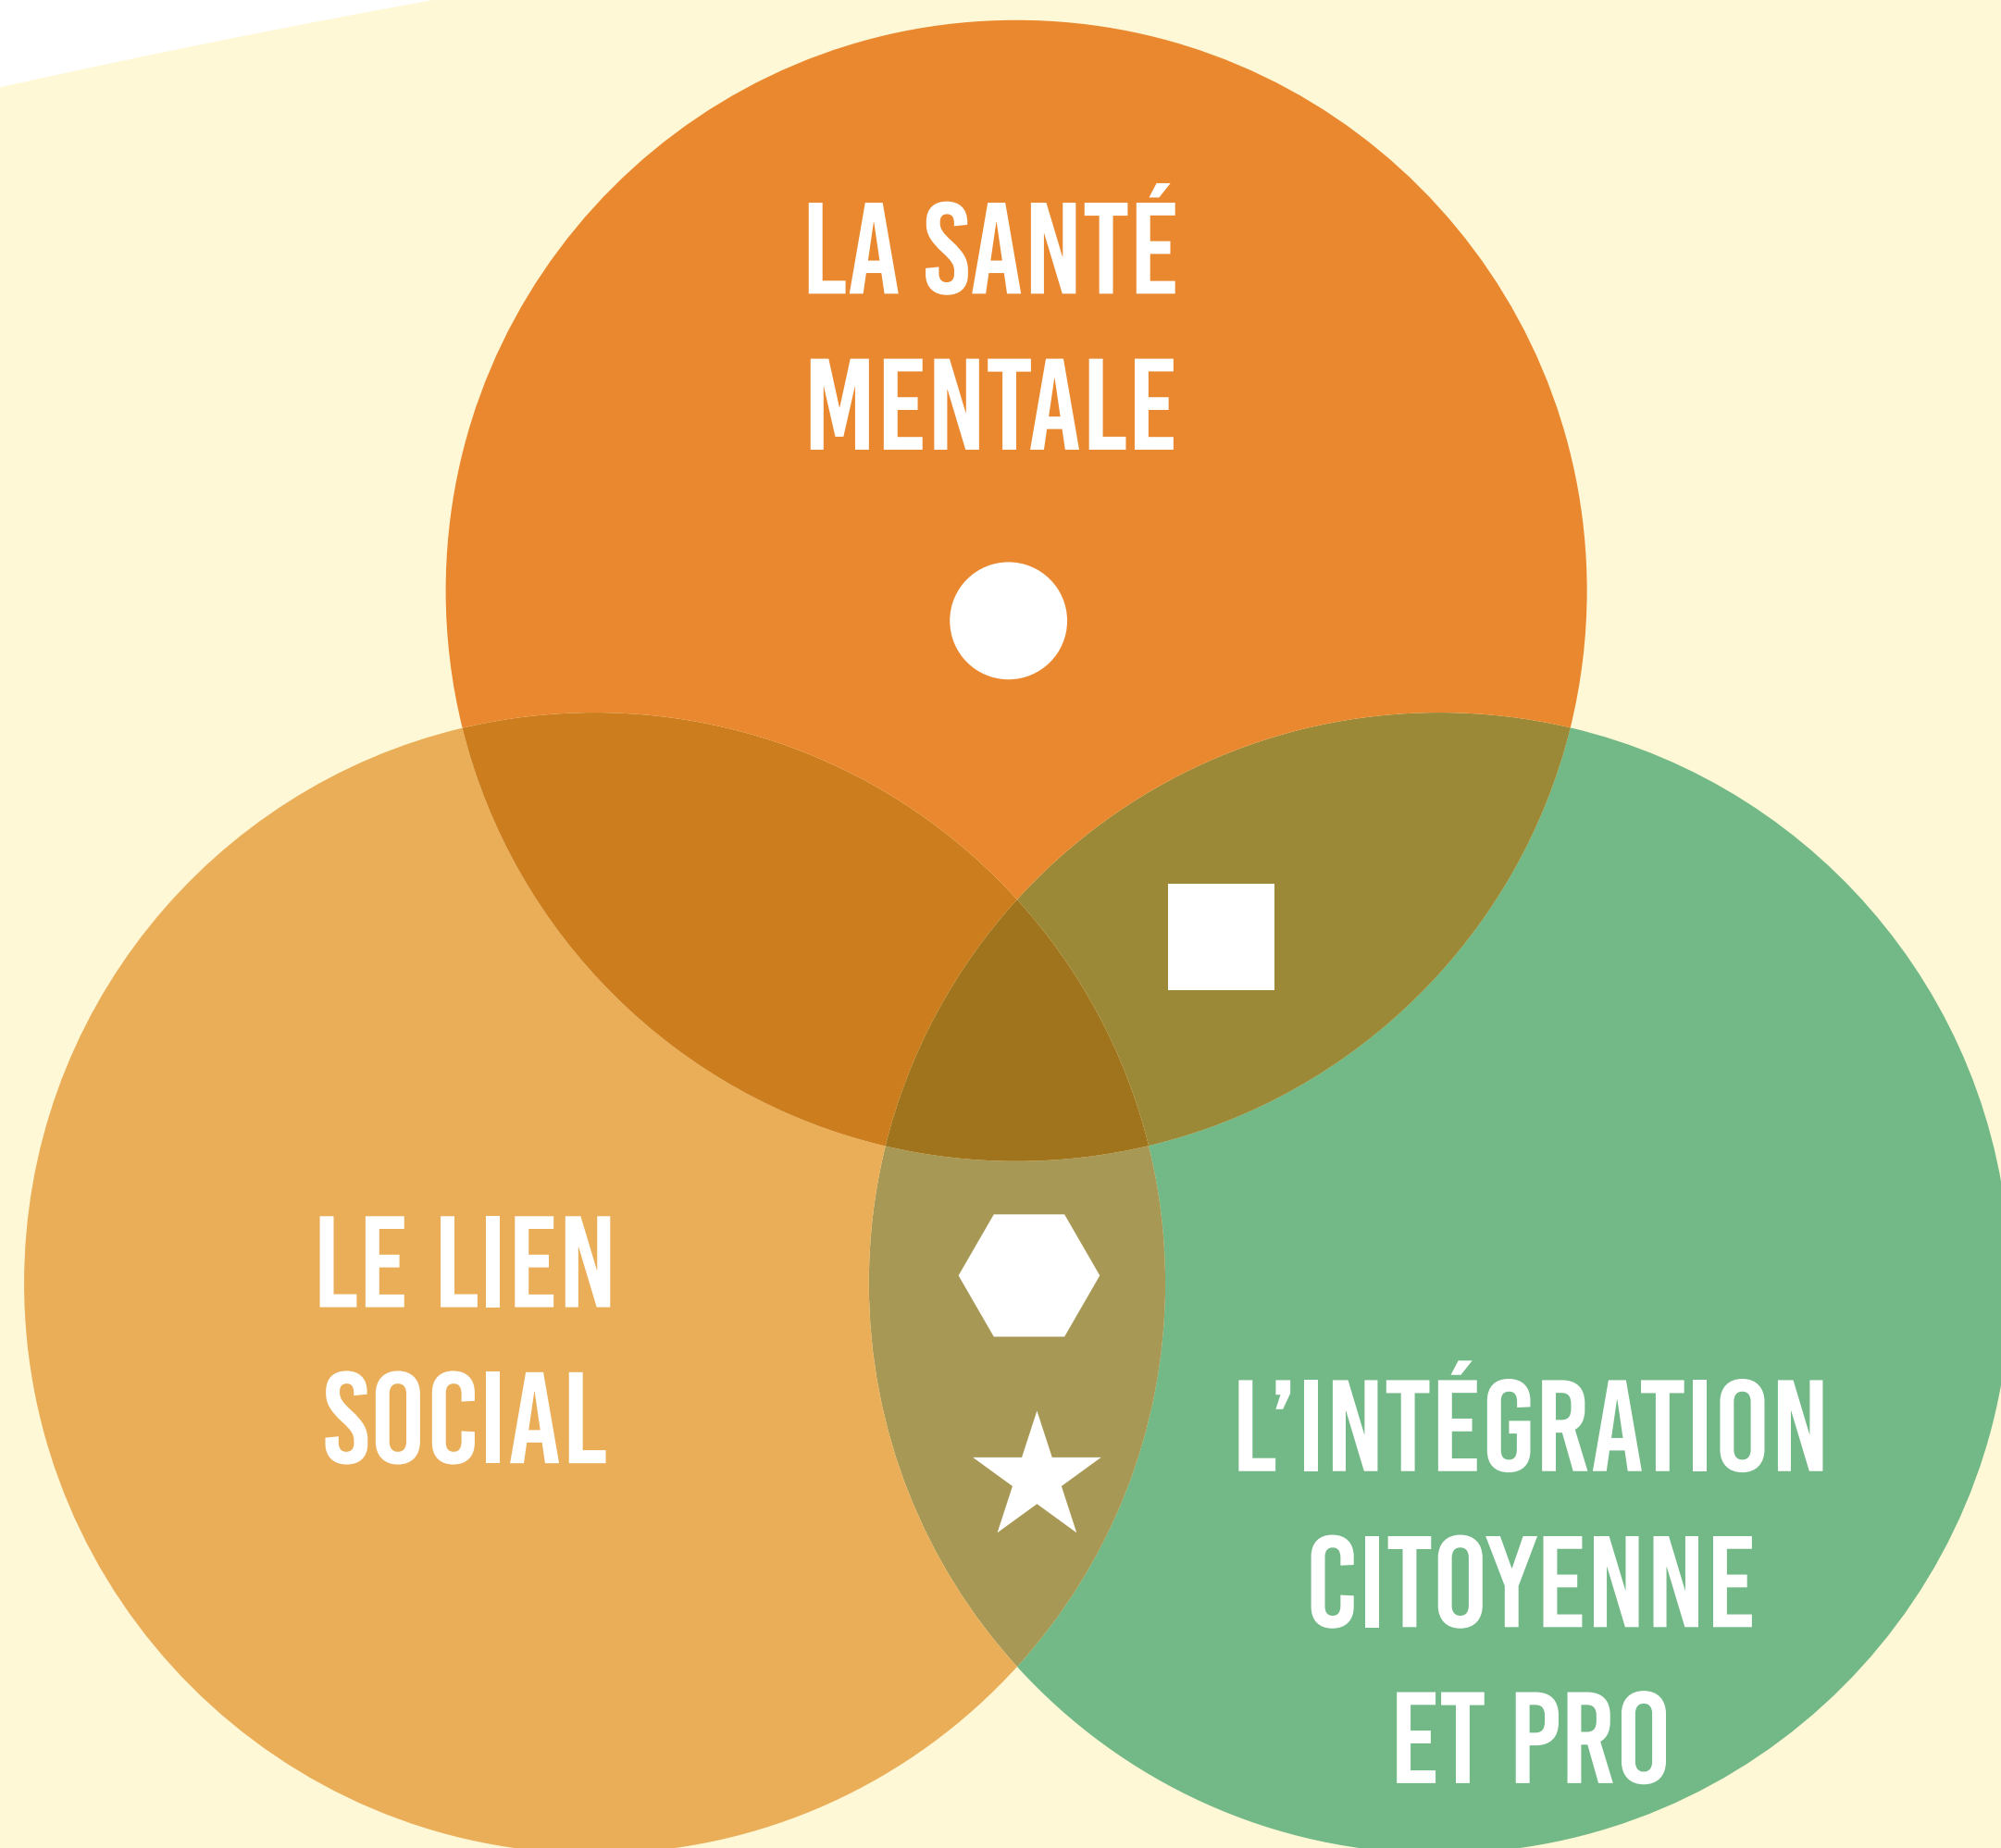 LA SANTÉ
MENTALE
LE LIEN
SOCIAL
L'INTÉGRATION
CITOYENNE
ET PRO